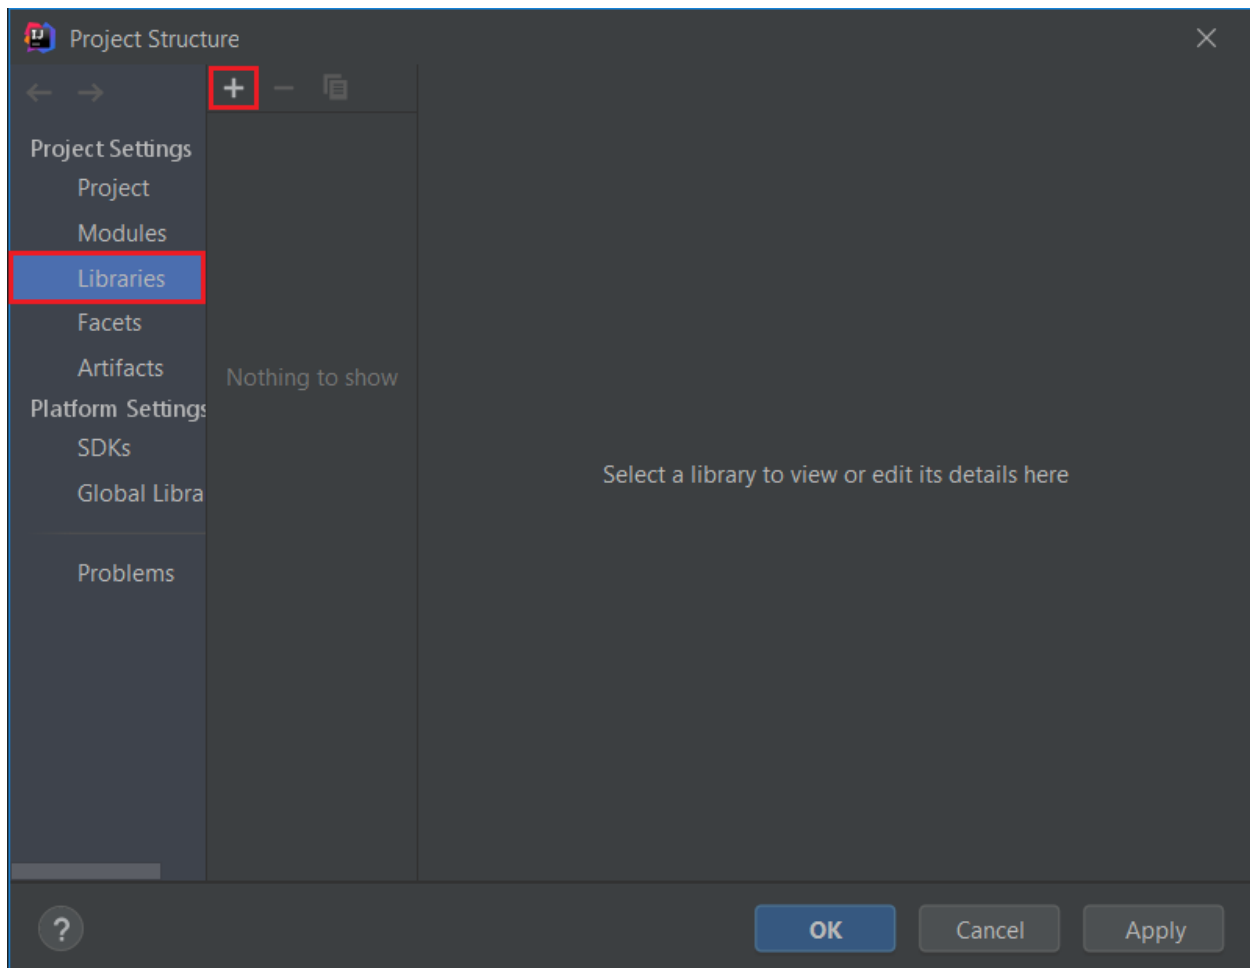 Project Structure
Project Settings
Project
Modules
Libraries
Facets
Artifacts
Platform Settings
SDKs
Global Libra
Problems
Nothing to show
Select a library to view or edit its details here
?
OK
Cancel
Apply